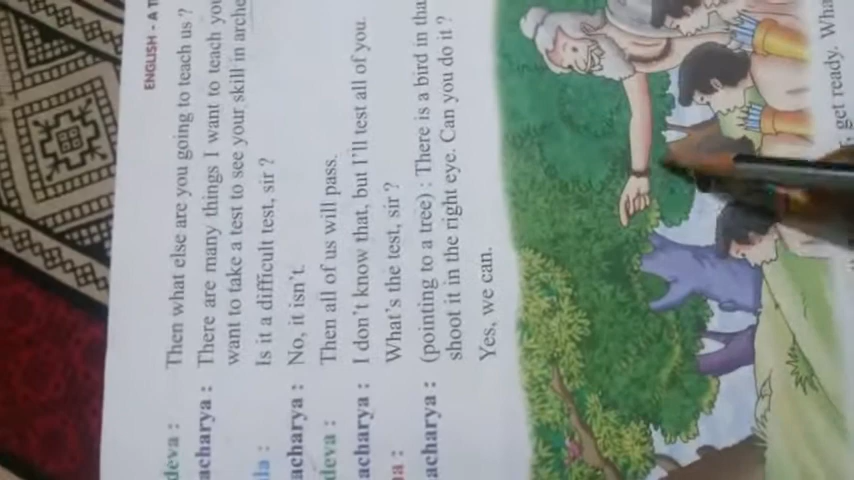 ENGLISH - A
deva : Then what else are you going to teach us ?
acharya : There are many things I want to teach
want to take a test to see your skill in
la : Is it a difficult test, sir ?
acharya : No, it isn't.
deva : Then all of us will pass.
acharya : I don't know that, but I'll test all of you.
na : What's the test, sir ?
acharya : (pointing to a tree) : There is a bird in
shoot it in the right eye. Can you do it ?
Yes, we can.
get ready.